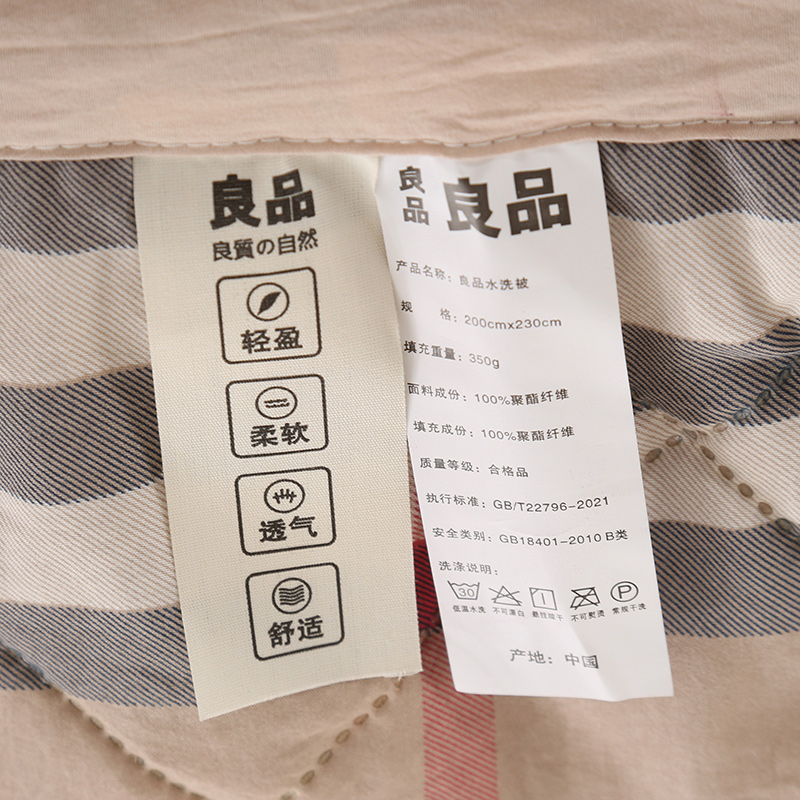 良品
良質の自然
轻盈
柔软
透气
舒适
良品
良品
产品名称：良品水洗被
规 格：200cmx230cm
填充重量：350g
面料成份：100%聚酯纤维
填充成份：100%聚酯纤维
质量等级：合格品
执行标准：GB/T22796-2021
安全类别：GB18401-2010 B类
洗涤说明：
30 P
低温水洗 不可漂白 悬挂晾干 不可熨烫 常规干洗
产地：中国